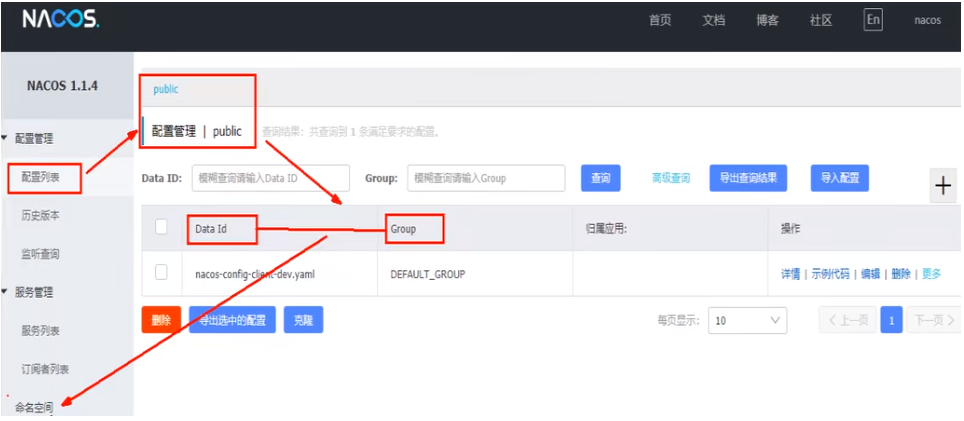 NACOS.
首页 文档 博客 社区 En nacos
NACOS 1.1.4
配置管理
配置列表
历史版本
监听查询
服务管理
服务列表
订阅者列表
命名空间
public
配置管理 | public 查询结果：共查询到 1 条满足要求的配置。
Data ID: 模糊查询请输入Data ID Group: 模糊查询请输入Group 查询 高级查询 导出查询结果 导入配置 +
Data Id Group 归属应用: 操作
nacos-config-client-dev.yaml DEFAULT_GROUP 详情 | 示例代码 | 编辑 | 删除 | 更多
删除 导出选中的配置 克隆 每页显示: 10 < 上一页 1 下一页 >